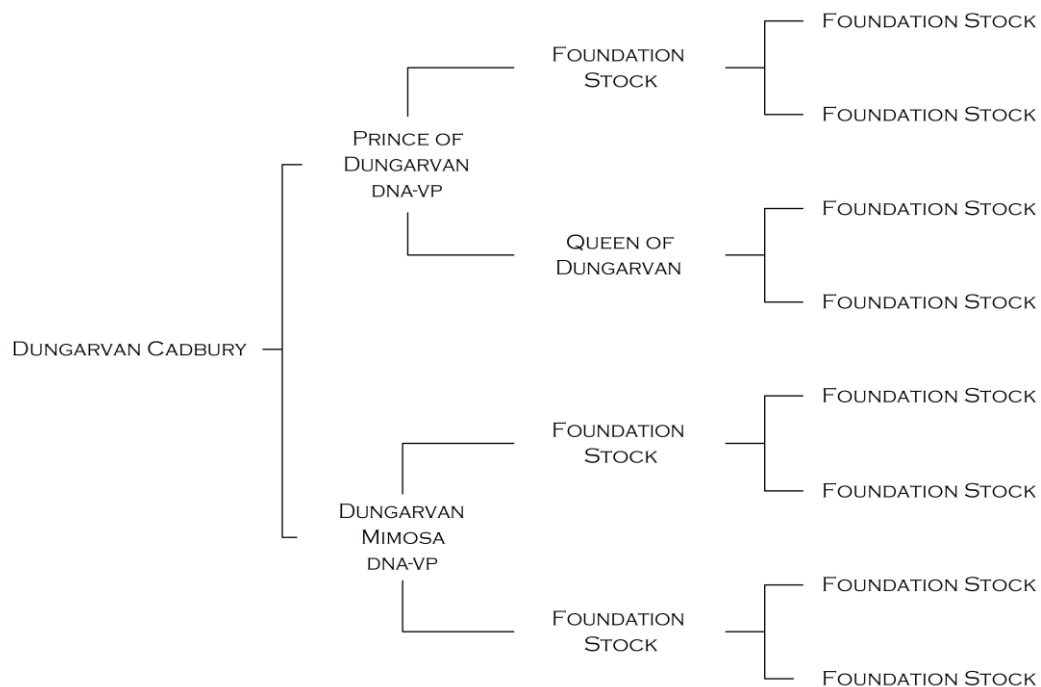 Foundation Stock
Foundation
Stock
Foundation Stock
Prince of
Dungarvan
DNA-VP
Foundation Stock
Queen of
Dungarvan
Foundation Stock
Dungarvan Cadbury
Foundation Stock
Foundation
Stock
Foundation Stock
Dungarvan
Mimosa
DNA-VP
Foundation Stock
Foundation
Stock
Foundation Stock